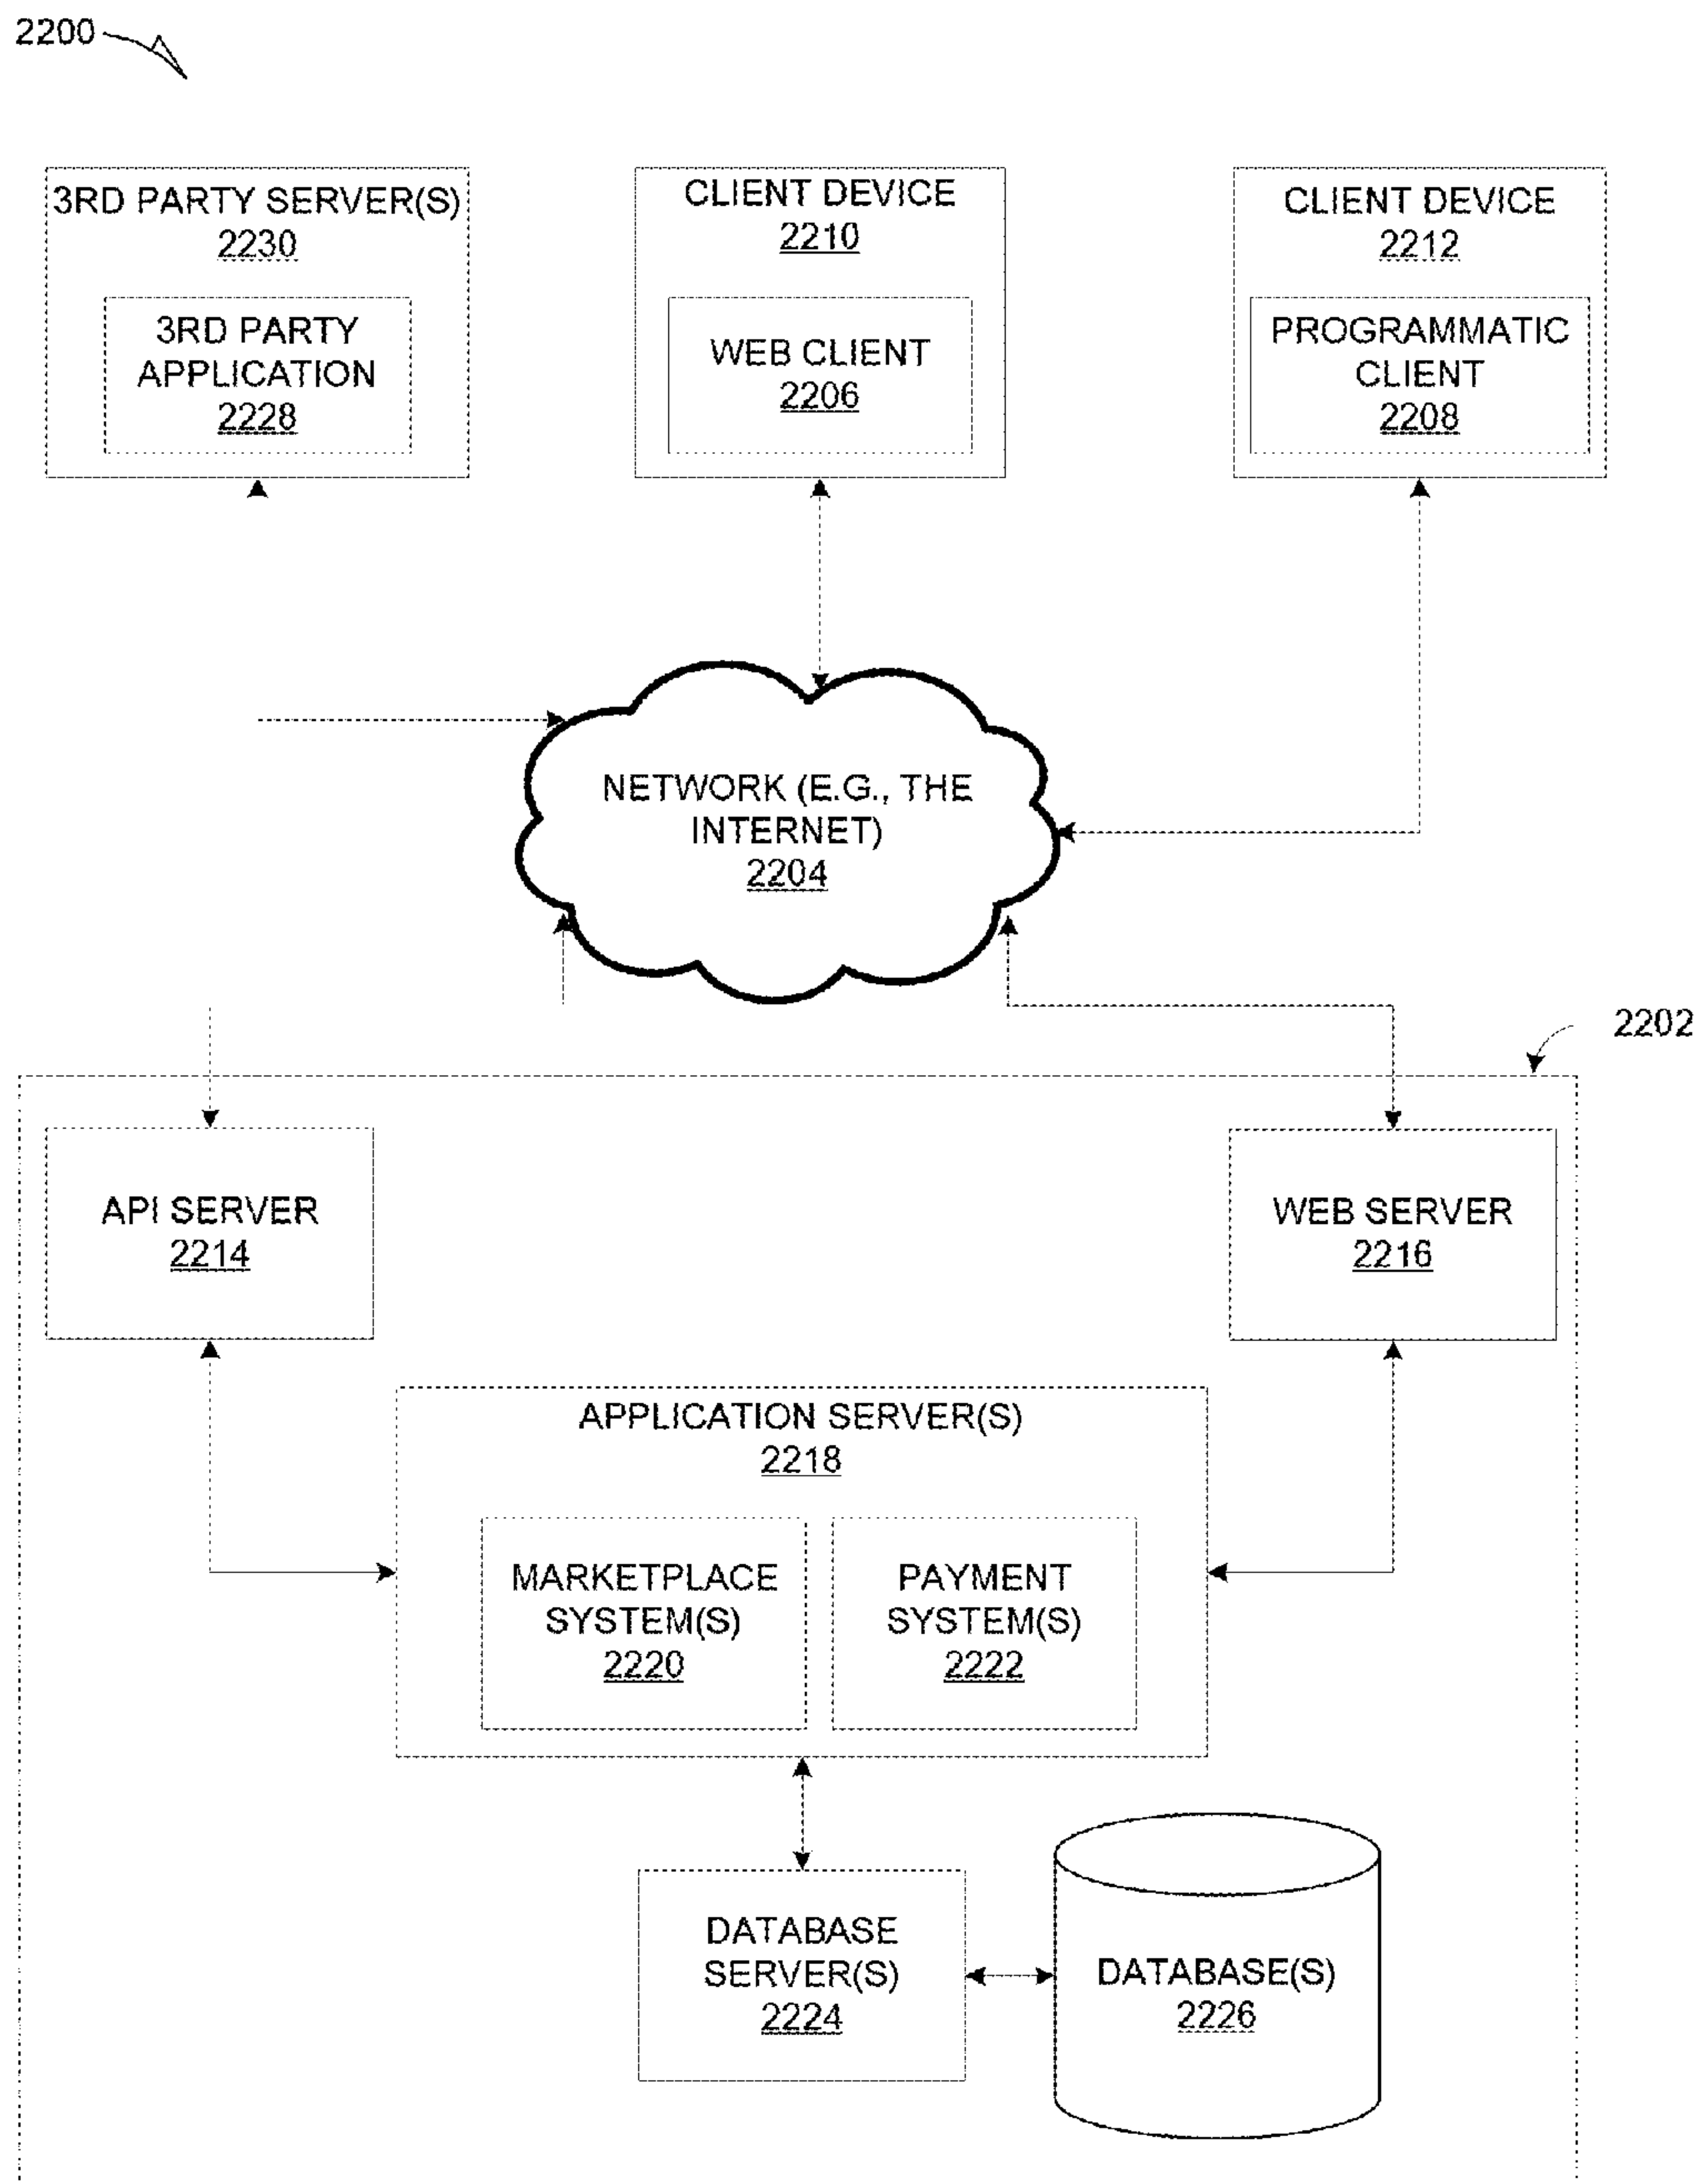 2200
3RD PARTY SERVER(S)
2230
3RD PARTY
APPLICATION
2228
CLIENT DEVICE
2210
WEB CLIENT
2206
CLIENT DEVICE
2212
PROGRAMMATIC
CLIENT
2208
NETWORK (E.G., THE
INTERNET)
2204
2202
API SERVER
2214
WEB SERVER
2216
APPLICATION SERVER(S)
2218
MARKETPLACE
SYSTEM(S)
2220
PAYMENT
SYSTEM(S)
2222
DATABASE
SERVER(S)
2224
DATABASE(S)
2226